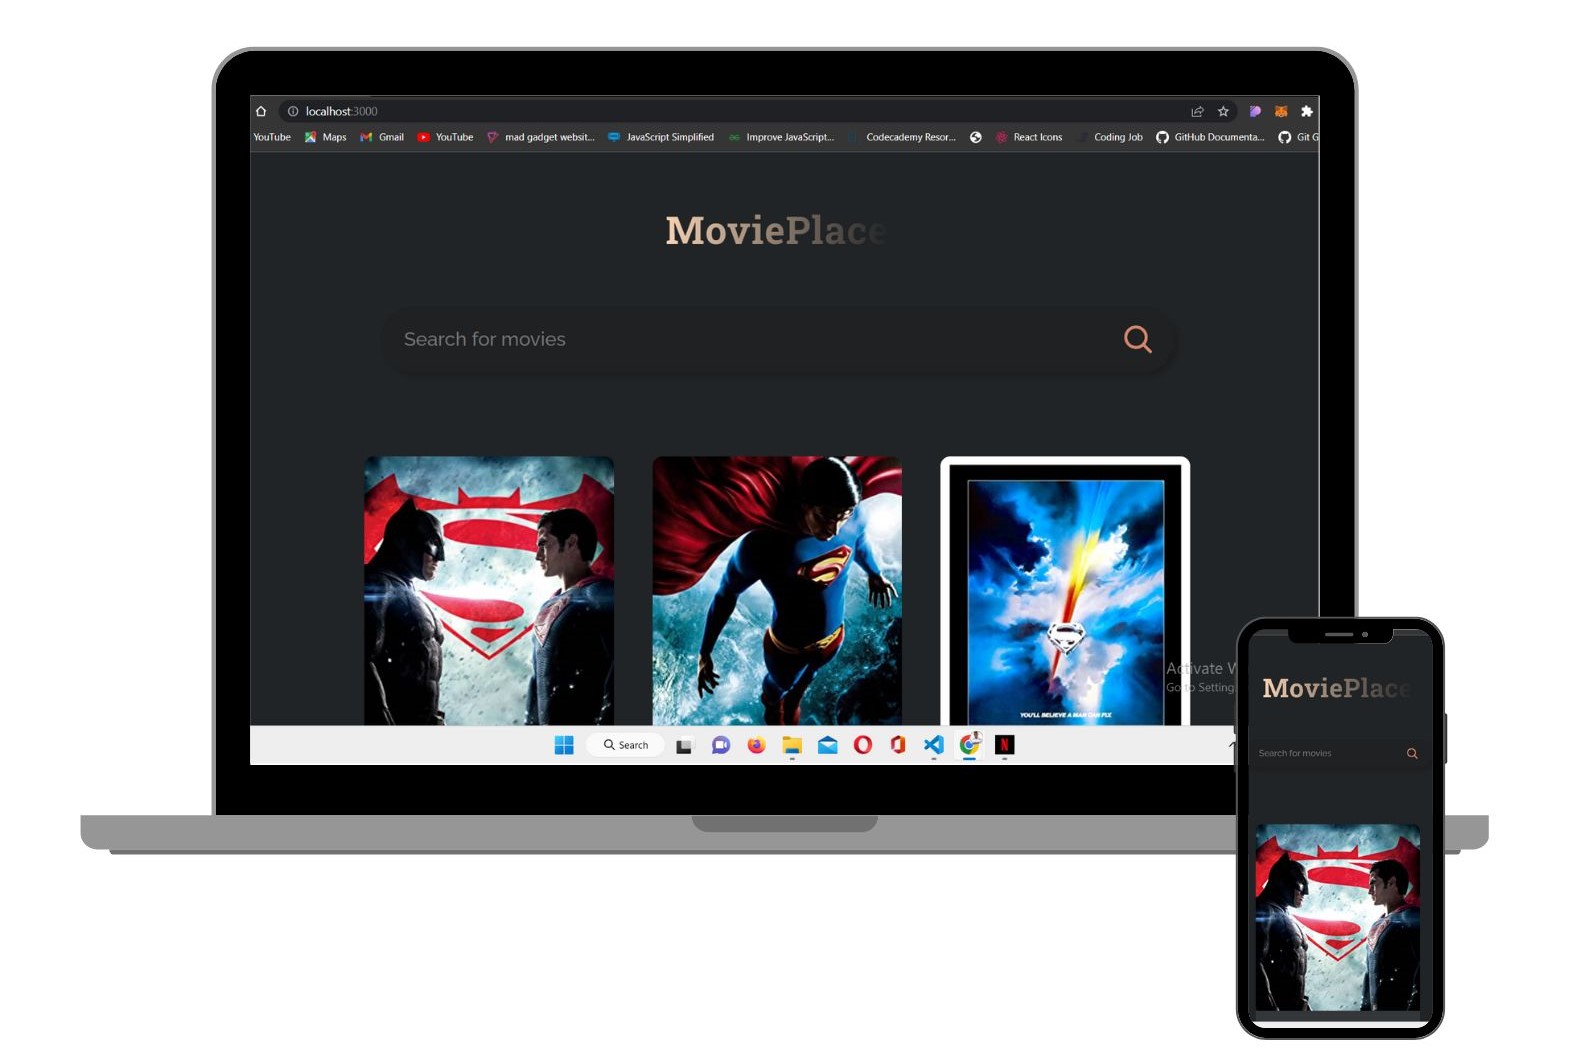 localhost:3000
YouTube Maps Gmail YouTube mad gadget websit... JavaScript Simplified Improve JavaScript... Codecademy Resor... React Icons Coding Job GitHub Documenta... Git G
MoviePlace
Search for movies
YOU'LL BELIEVE A MAN CAN FLY.
Activate W
Go to Setting
Search
MoviePlace
Search for movies